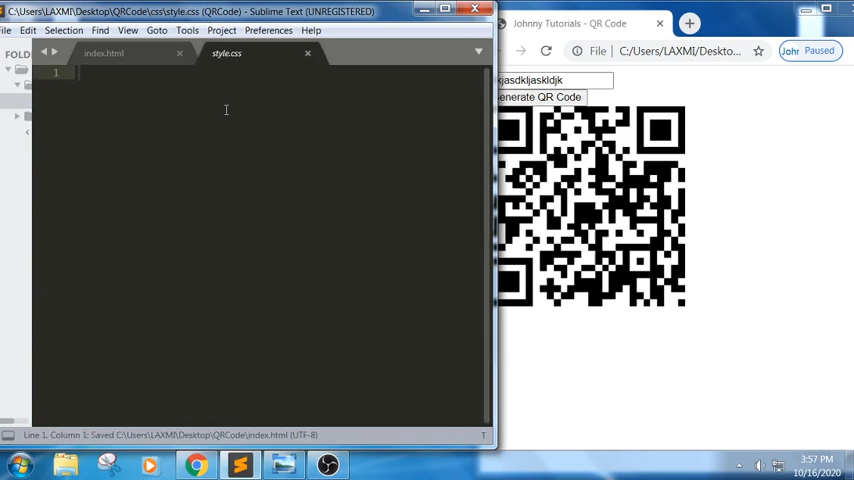 C:\Users\LAXMI\Desktop\QRCode\css\style.css (QRCode) - Sublime Text (UNREGISTERED)
Edit Selection Find View Goto Tools Project Preferences Help
FOLD
index.html
style.css
1
Line 1, Column 1: Saved C:\Users\LAXMI\Desktop\QRCode\index.html (UTF-8)
Johnny Tutorials - QR Code
File
C:/Users/LAXMI/Deskto...
John
Paused
kjasdkljaskldjk
enerate QR Code
3:57 PM
10/16/2020